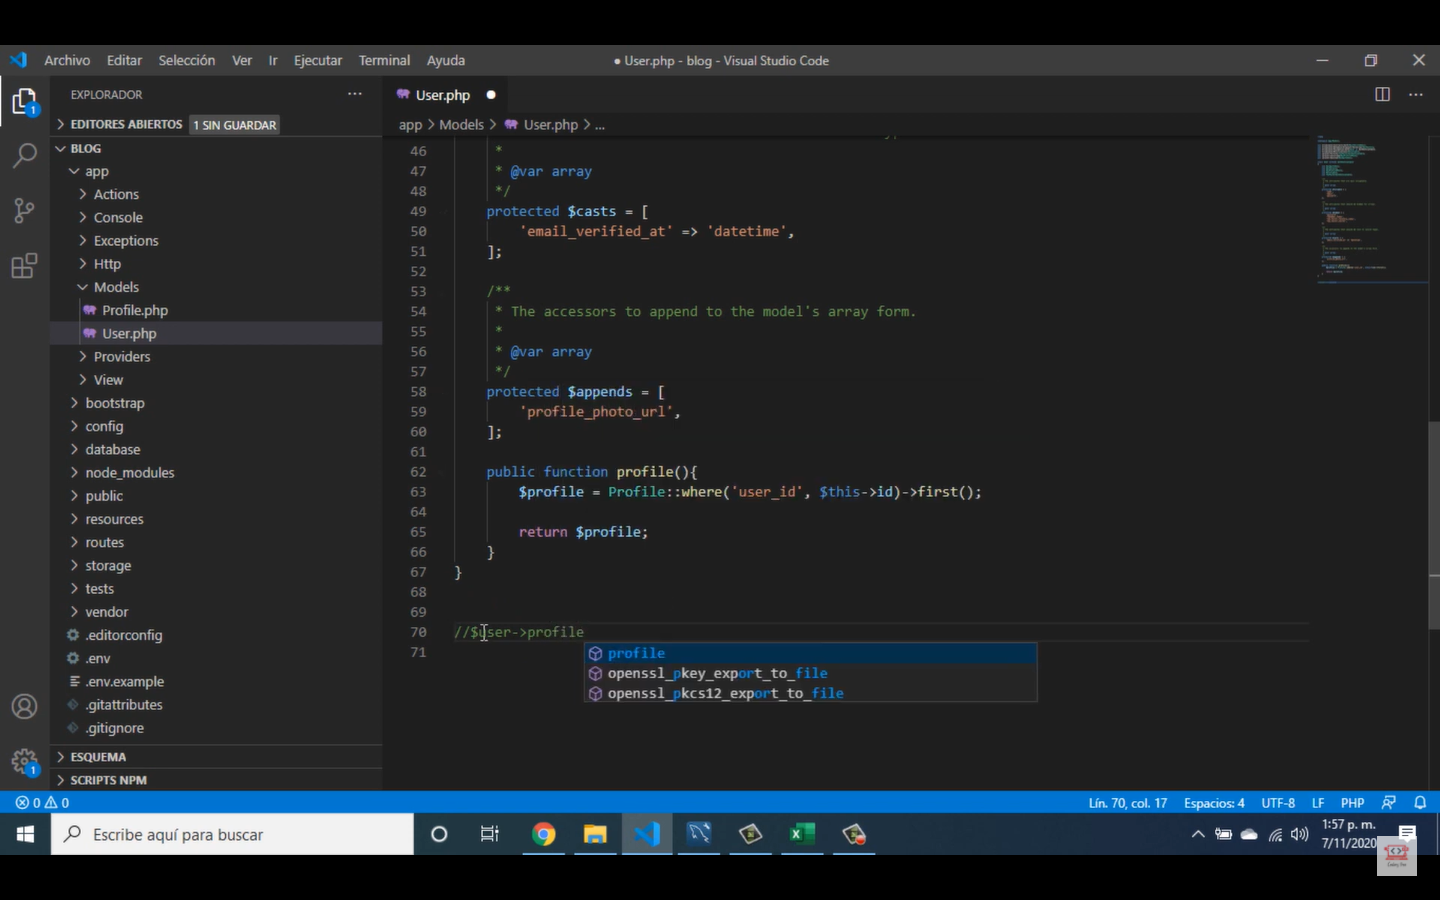 Archivo Editar Selección Ver Ir Ejecutar Terminal Ayuda
● User.php - blog - Visual Studio Code
EXPLORADOR
User.php
EDITORES ABIERTOS 1 SIN GUARDAR
app > Models > User.php > ...
BLOG
app
Actions
Console
Exceptions
Http
Models
Profile.php
User.php
Providers
View
bootstrap
config
database
node_modules
public
resources
routes
storage
tests
vendor
.editorconfig
.env
.env.example
.gitattributes
.gitignore
ESQUEMA
SCRIPTS NPM
1
1
46 *
47 * @var array
48 */
49 protected $casts = [
50 'email_verified_at' => 'datetime',
51 ];
52
53 /**
54 * The accessors to append to the model's array form.
55 *
56 * @var array
57 */
58 protected $appends = [
59 'profile_photo_url',
60 ];
61
62 public function profile(){
63 $profile = Profile::where('user_id', $this->id)->first();
64
65 return $profile;
66 }
67 }
68
69
70 //$user->profile
71
profile
openssl_pkey_export_to_file
openssl_pkcs12_export_to_file
0 0
Lín. 70, col. 17 Espacios: 4 UTF-8 LF PHP
Escribe aquí para buscar
1:57 p. m.
7/11/2020